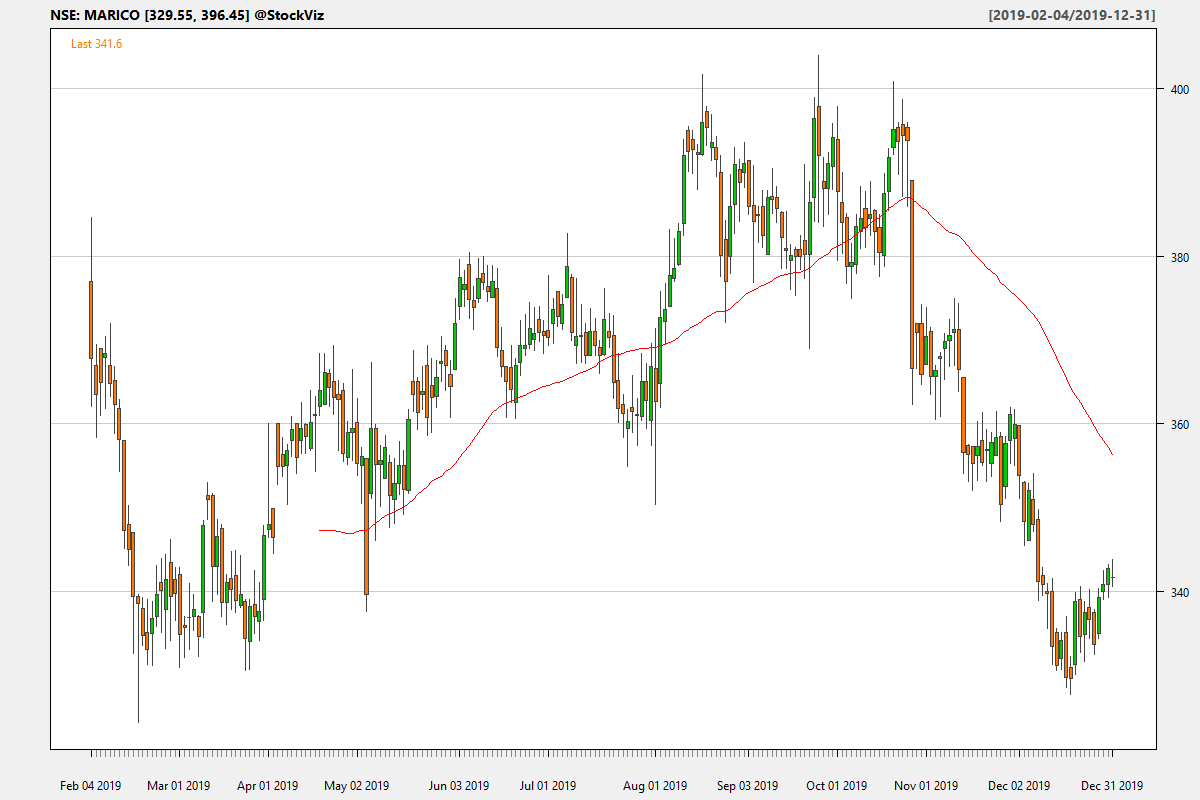 NSE: MARICO [329.55, 396.45] @StockViz
[2019-02-04/2019-12-31]
Last 341.6
400
380
360
340
Feb 04 2019
Mar 01 2019
Apr 01 2019
May 02 2019
Jun 03 2019
Jul 01 2019
Aug 01 2019
Sep 03 2019
Oct 01 2019
Nov 01 2019
Dec 02 2019
Dec 31 2019